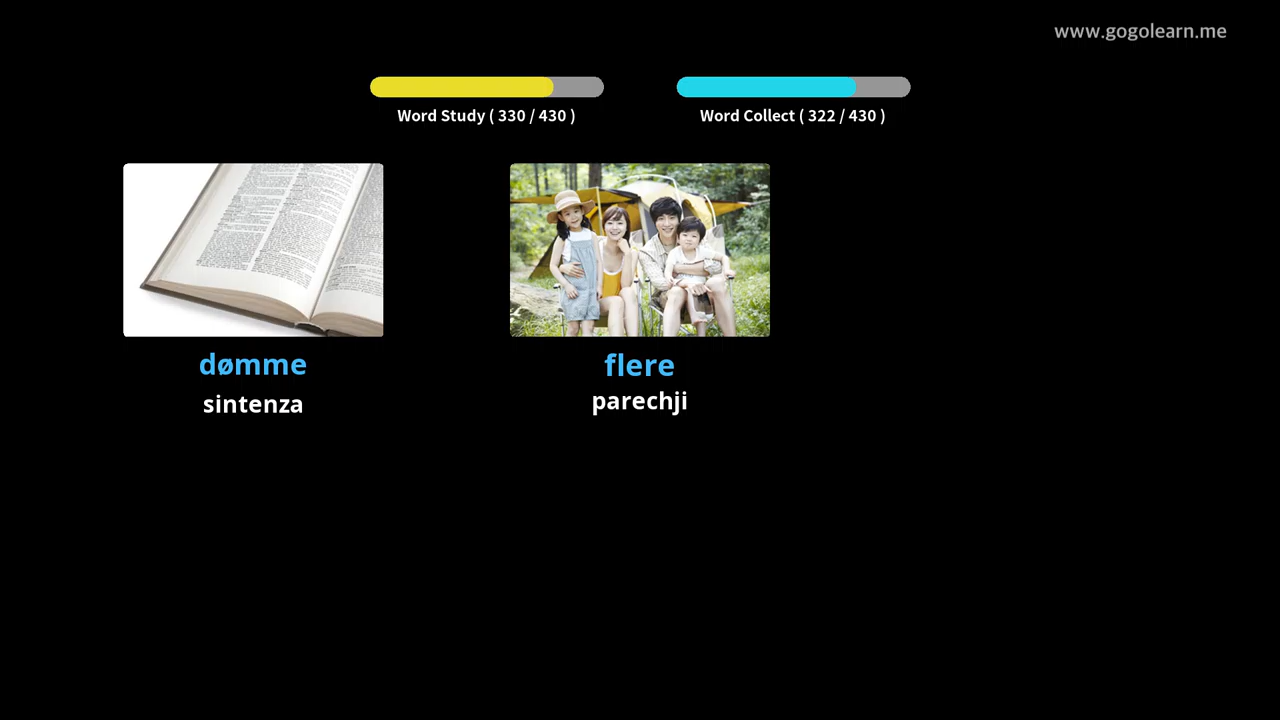 www.gogolearn.me
Word Study ( 330 / 430 )
Word Collect ( 322 / 430 )
dømme
sintenza
flere
parechji